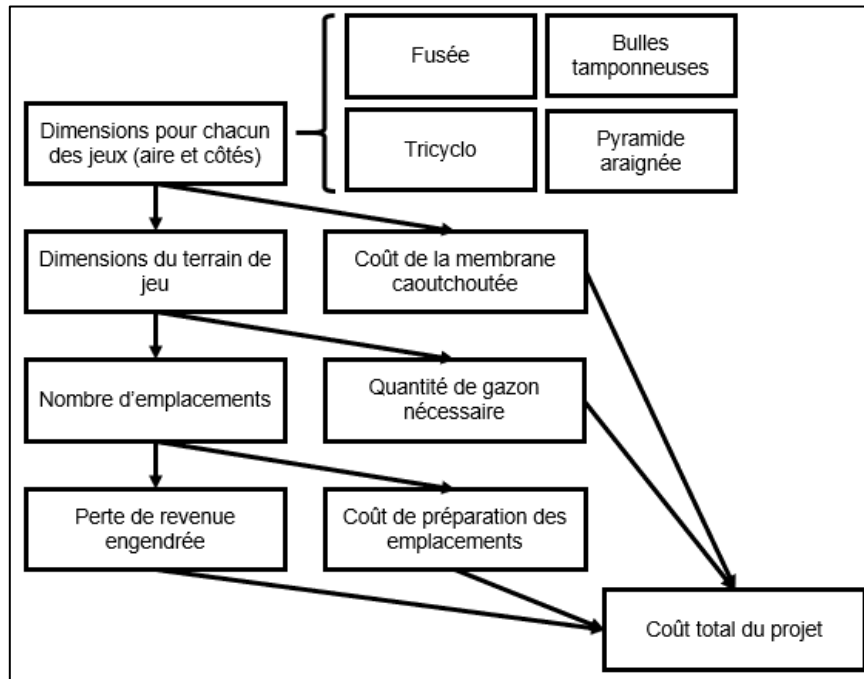 Fusée
Bulles
tamponneuses
Dimensions pour chacun
des jeux (aire et côtés)
Tricyclo
Pyramide
araignée
Dimensions du terrain de
jeu
Coût de la membrane
caoutchoutée
Nombre d'emplacements
Quantité de gazon
nécessaire
Perte de revenue
engendrée
Coût de préparation des
emplacements
Coût total du projet